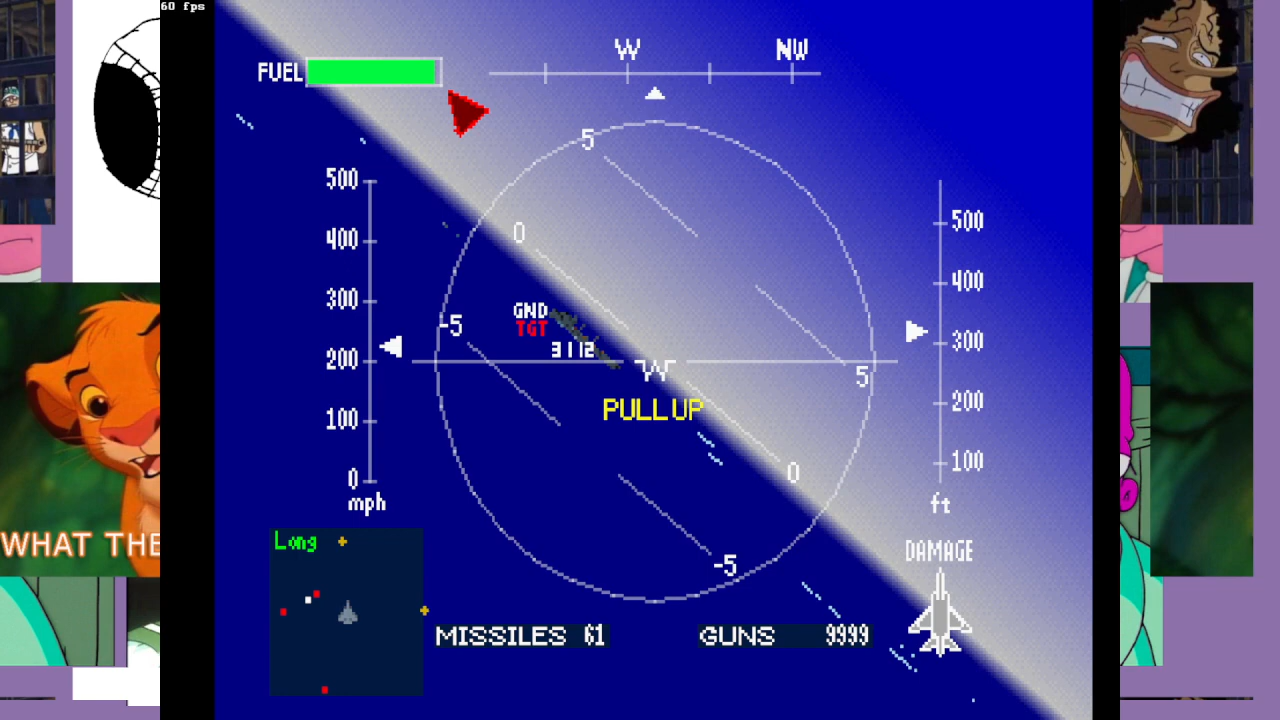 60 fps
W NW
FUEL
5
500
400
300
200
100
0
mph
0
-5
GND
TGT
3112
W
PULL UP
5
0
-5
500
400
300
200
100
ft
DAMAGE
Long
MISSILES 61
GUNS 9999
WHAT THE